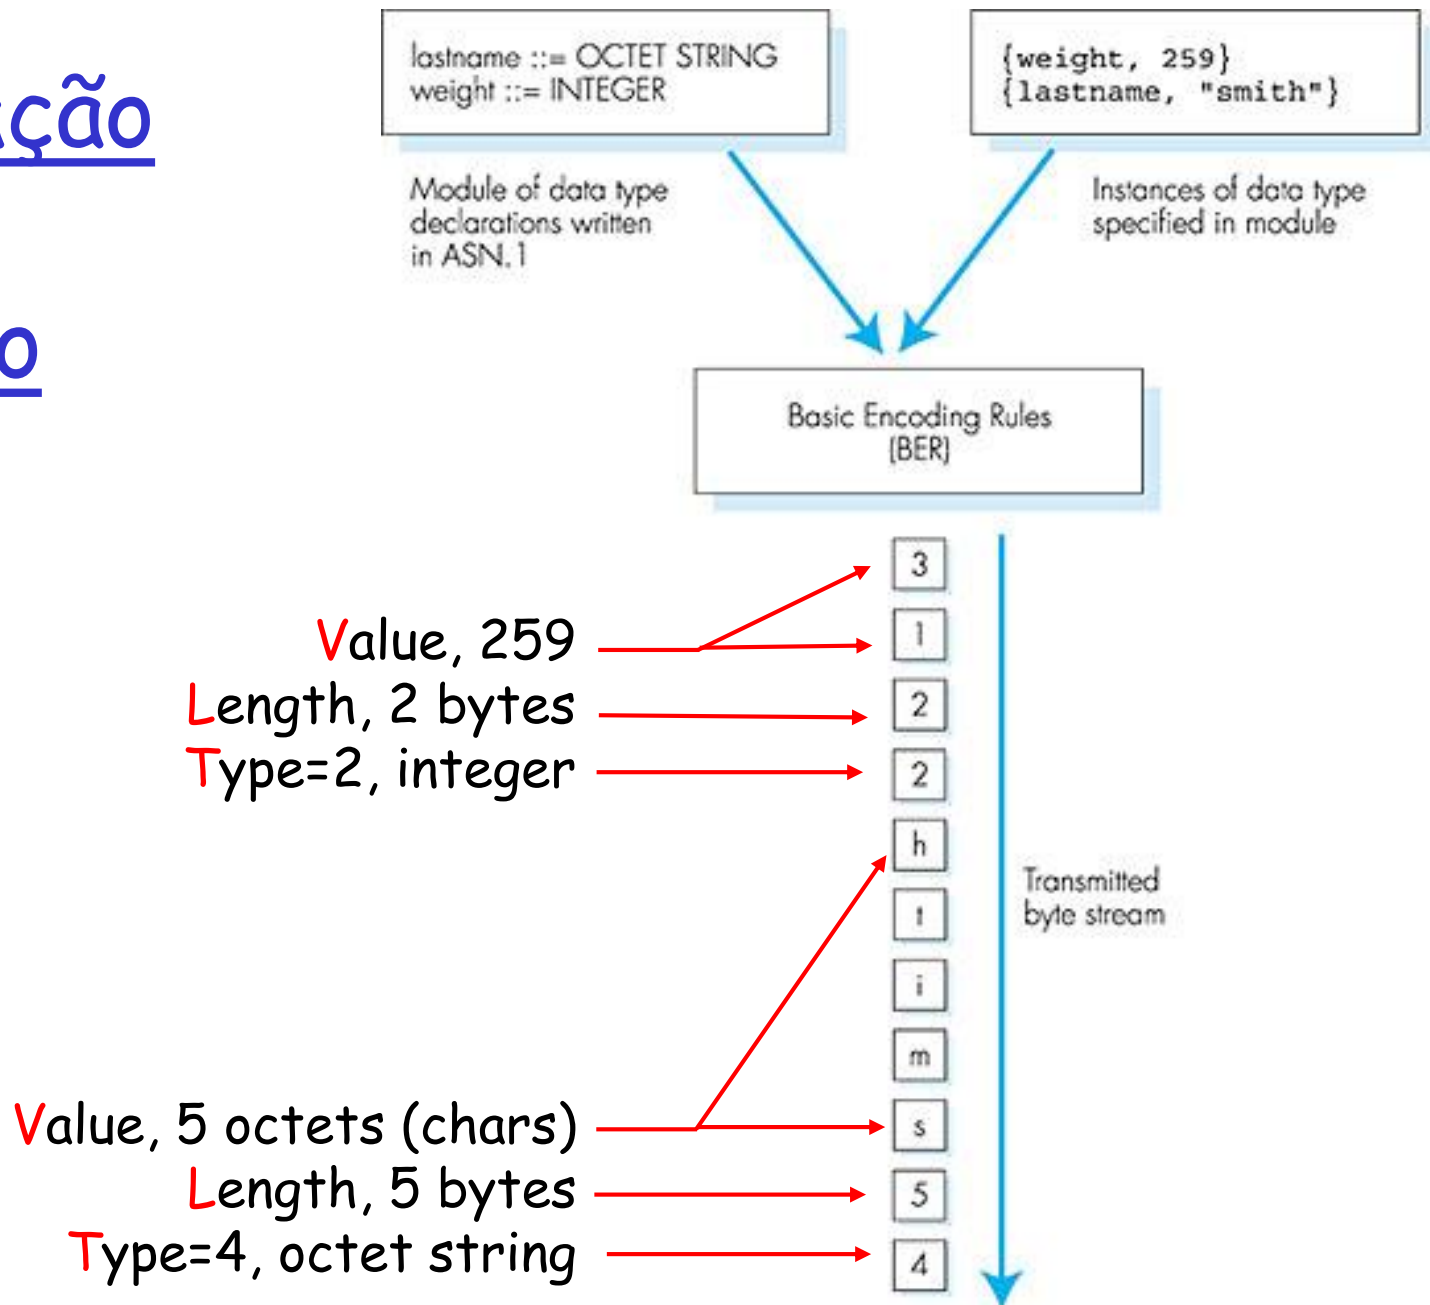 lastname ::= OCTET STRING
weight ::= INTEGER
{weight, 259}
{lastname, "smith"}
Module of data type
declarations written
in ASN.1
Instances of data type
specified in module
Basic Encoding Rules
(BER)
3
1
2
2
h
t
i
m
s
5
4
Value, 259
Length, 2 bytes
Type=2, integer
Transmitted
byte stream
Value, 5 octets (chars)
Length, 5 bytes
Type=4, octet string